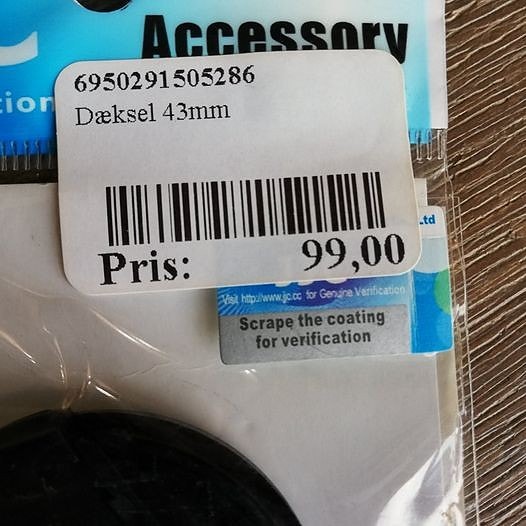 Accessory
6950291505286
Dæksel 43mm
Pris: 99,00
Ltd
Visit http://www.jjc.cc for Genuine Verification
Scrape the coating
for verification